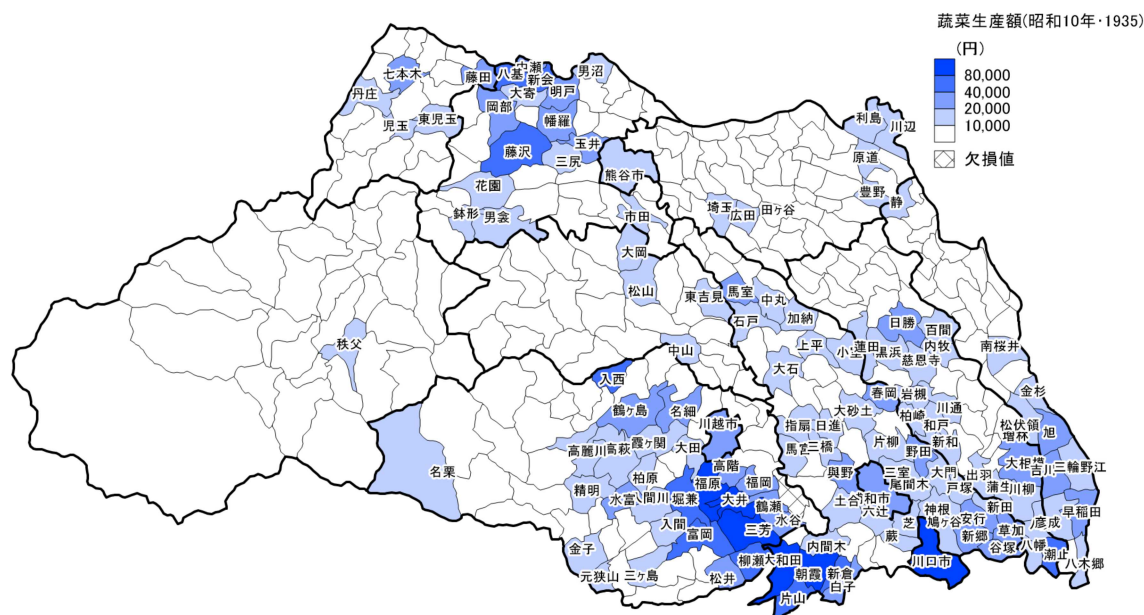 蔬菜生産額(昭和10年・1935)
(円)
80,000
40,000
20,000
10,000
欠損値
七本木
丹庄
児玉
東児玉
藤田
八基
新会
男沼
大寄
明戸
岡部
幡羅
藤沢
玉井
三尻
花園
熊谷市
鉢形
男衾
市田
利島
川辺
原道
豊野
静
埼玉
広田
田ヶ谷
大岡
松山
東吉見
馬室
中丸
石戸
加納
日勝
百間
上平
蓮田
黒浜
内牧
慈恩寺
南桜井
秩父
中山
大石
入西
春岡
岩槻
金杉
鶴ヶ島
名細
川越市
大砂土
柏崎
川通
指扇
日進
和戸
松伏領
増林
旭
高麗川
高萩
霞ヶ関
大田
三橋
片柳
新和
野田
名栗
柏原
高階
福原
福岡
與野
三室
大門
出羽
大相模
吉川
三輪野江
尾間木
戸塚
蒲生
川柳
精明
水富
入間川
堀兼
大井
鶴瀬
土合
六辻
神根
新田
早稲田
水谷
入間
富岡
三芳
芝
鳩ヶ谷
安行
草加
彦成
新郷
内間木
蕨
谷塚
八幡
潮止
金子
柳瀬
大和田
川口市
八木郷
元狭山
三ヶ島
松井
朝霞
新倉
白子
片山